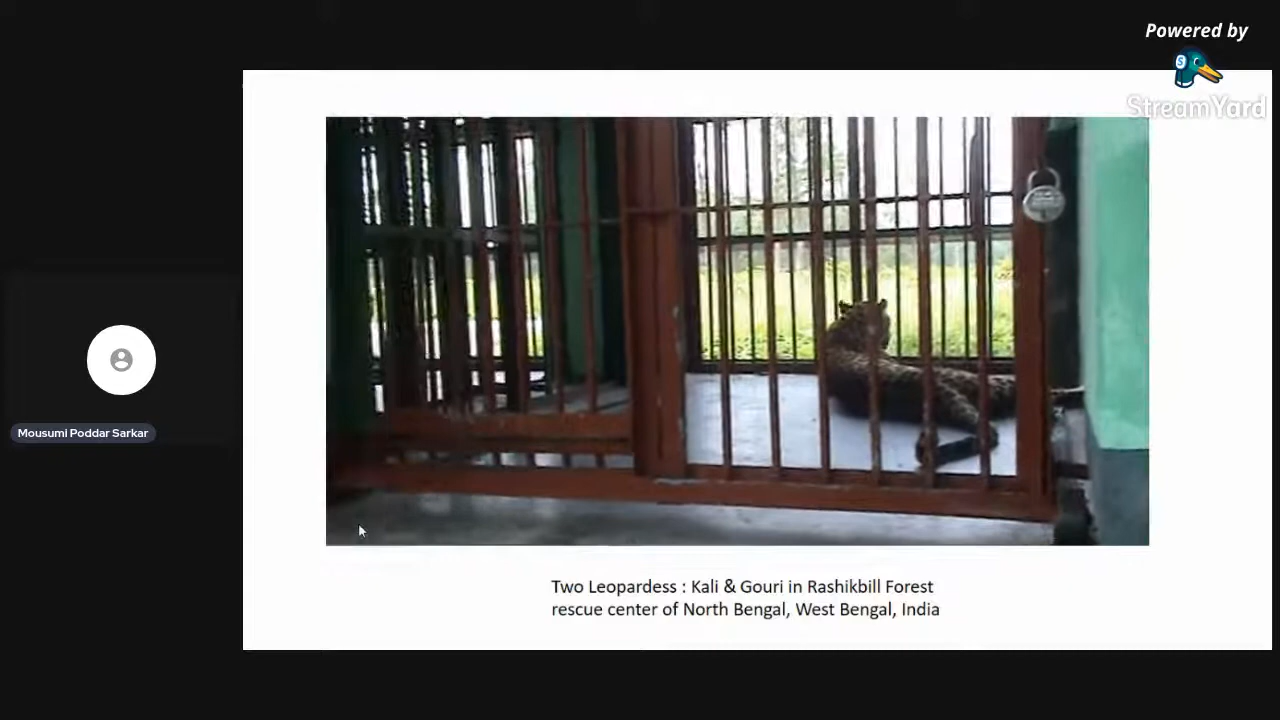 Powered by
StreamYard
Mousumi Poddar Sarkar
Two Leopardess : Kali & Gouri in Rashikbill Forest
rescue center of North Bengal, West Bengal, India